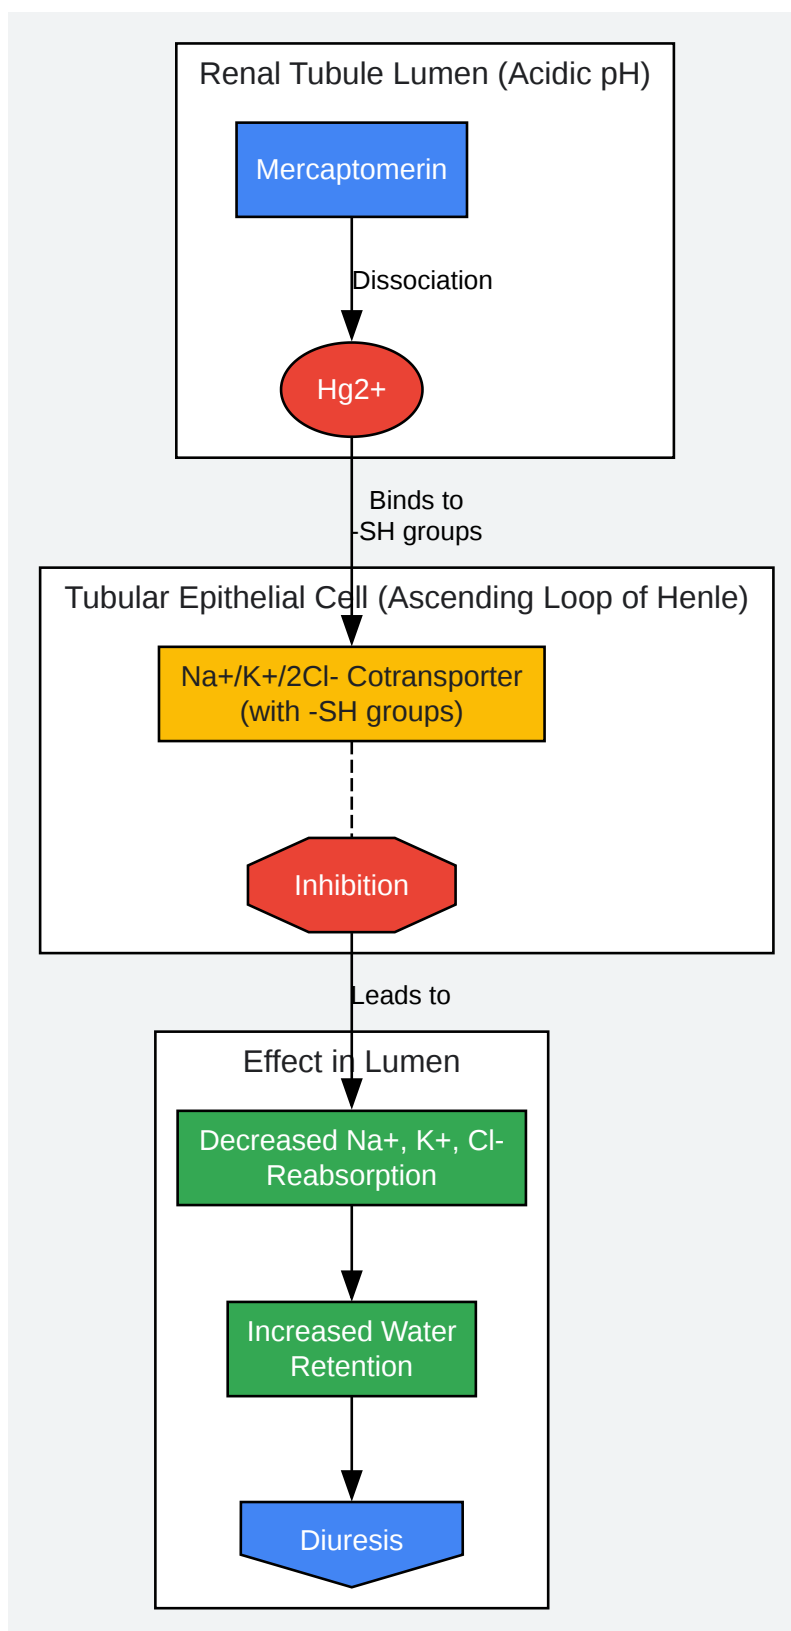 Renal Tubule Lumen (Acidic pH)
Mercaptomerin
Dissociation
Hg2+
Binds to
-SH groups
Tubular Epithelial Cell (Ascending Loop of Henle)
Na+/K+/2Cl- Cotransporter
(with -SH groups)
Inhibition
Leads to
Effect in Lumen
Decreased Na+, K+, Cl-
Reabsorption
Increased Water
Retention
Diuresis